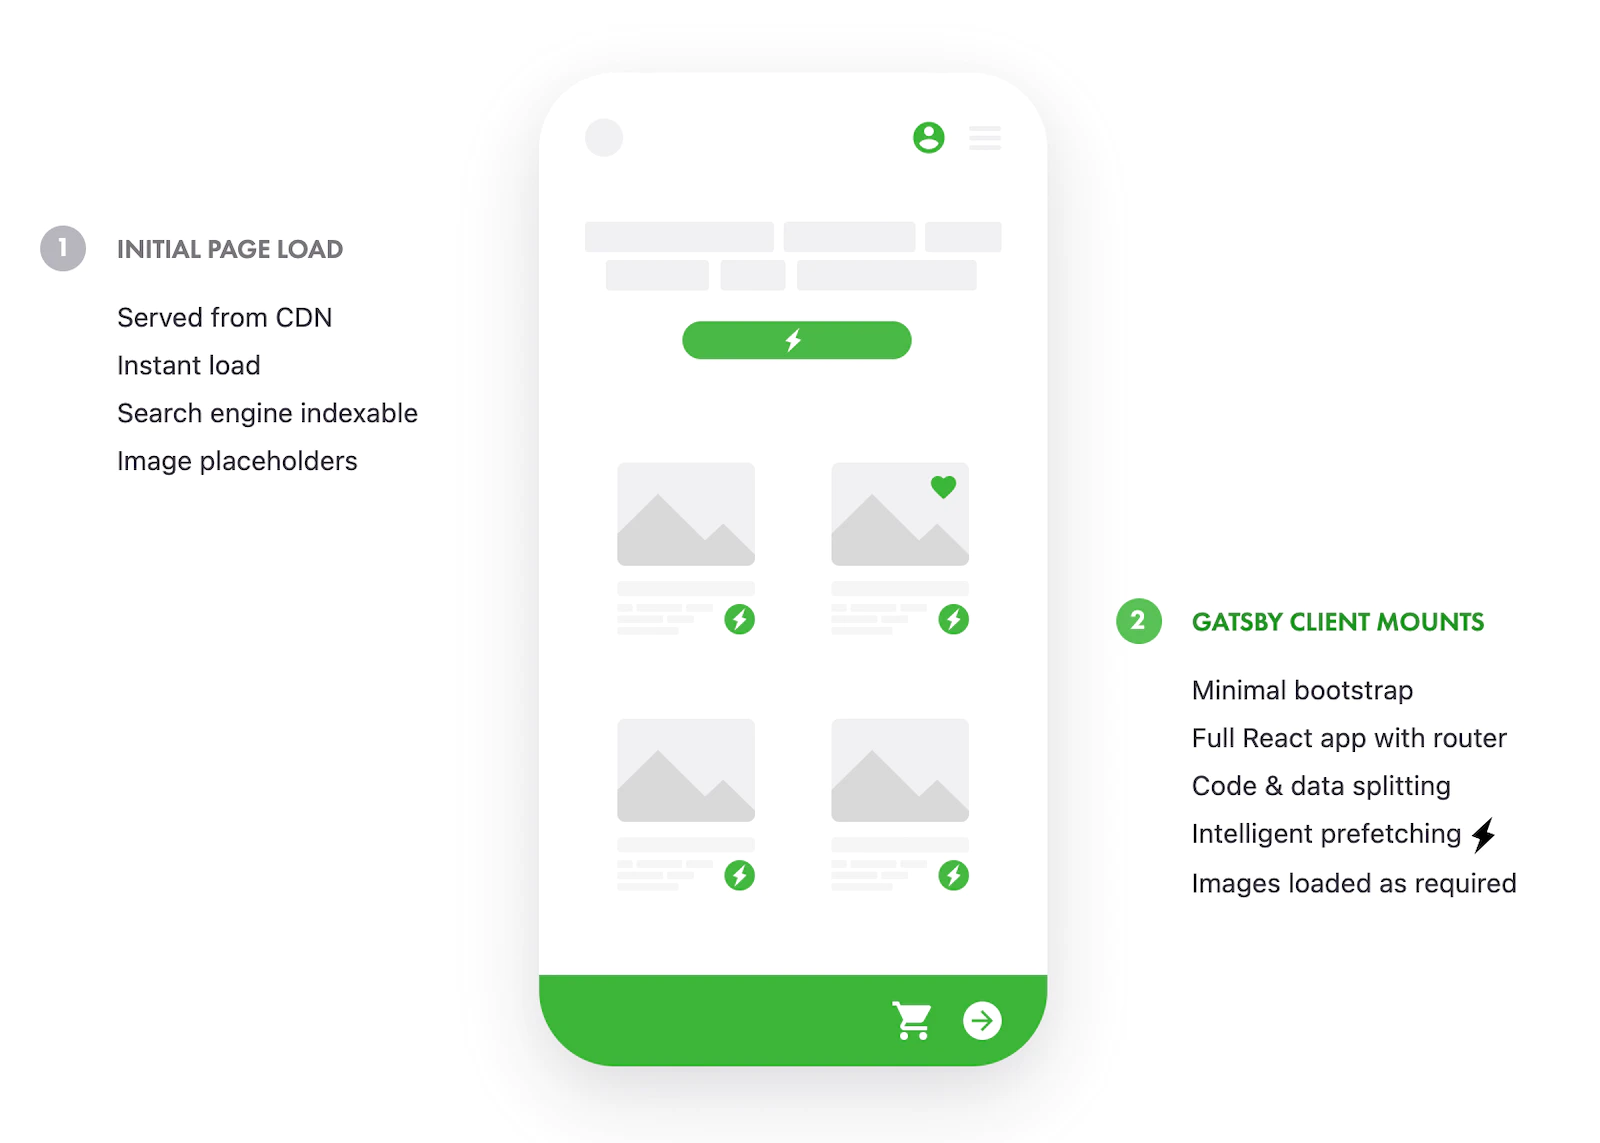 1
INITIAL PAGE LOAD
Served from CDN
Instant load
Search engine indexable
Image placeholders
2
GATSBY CLIENT MOUNTS
Minimal bootstrap
Full React app with router
Code & data splitting
Intelligent prefetching
Images loaded as required